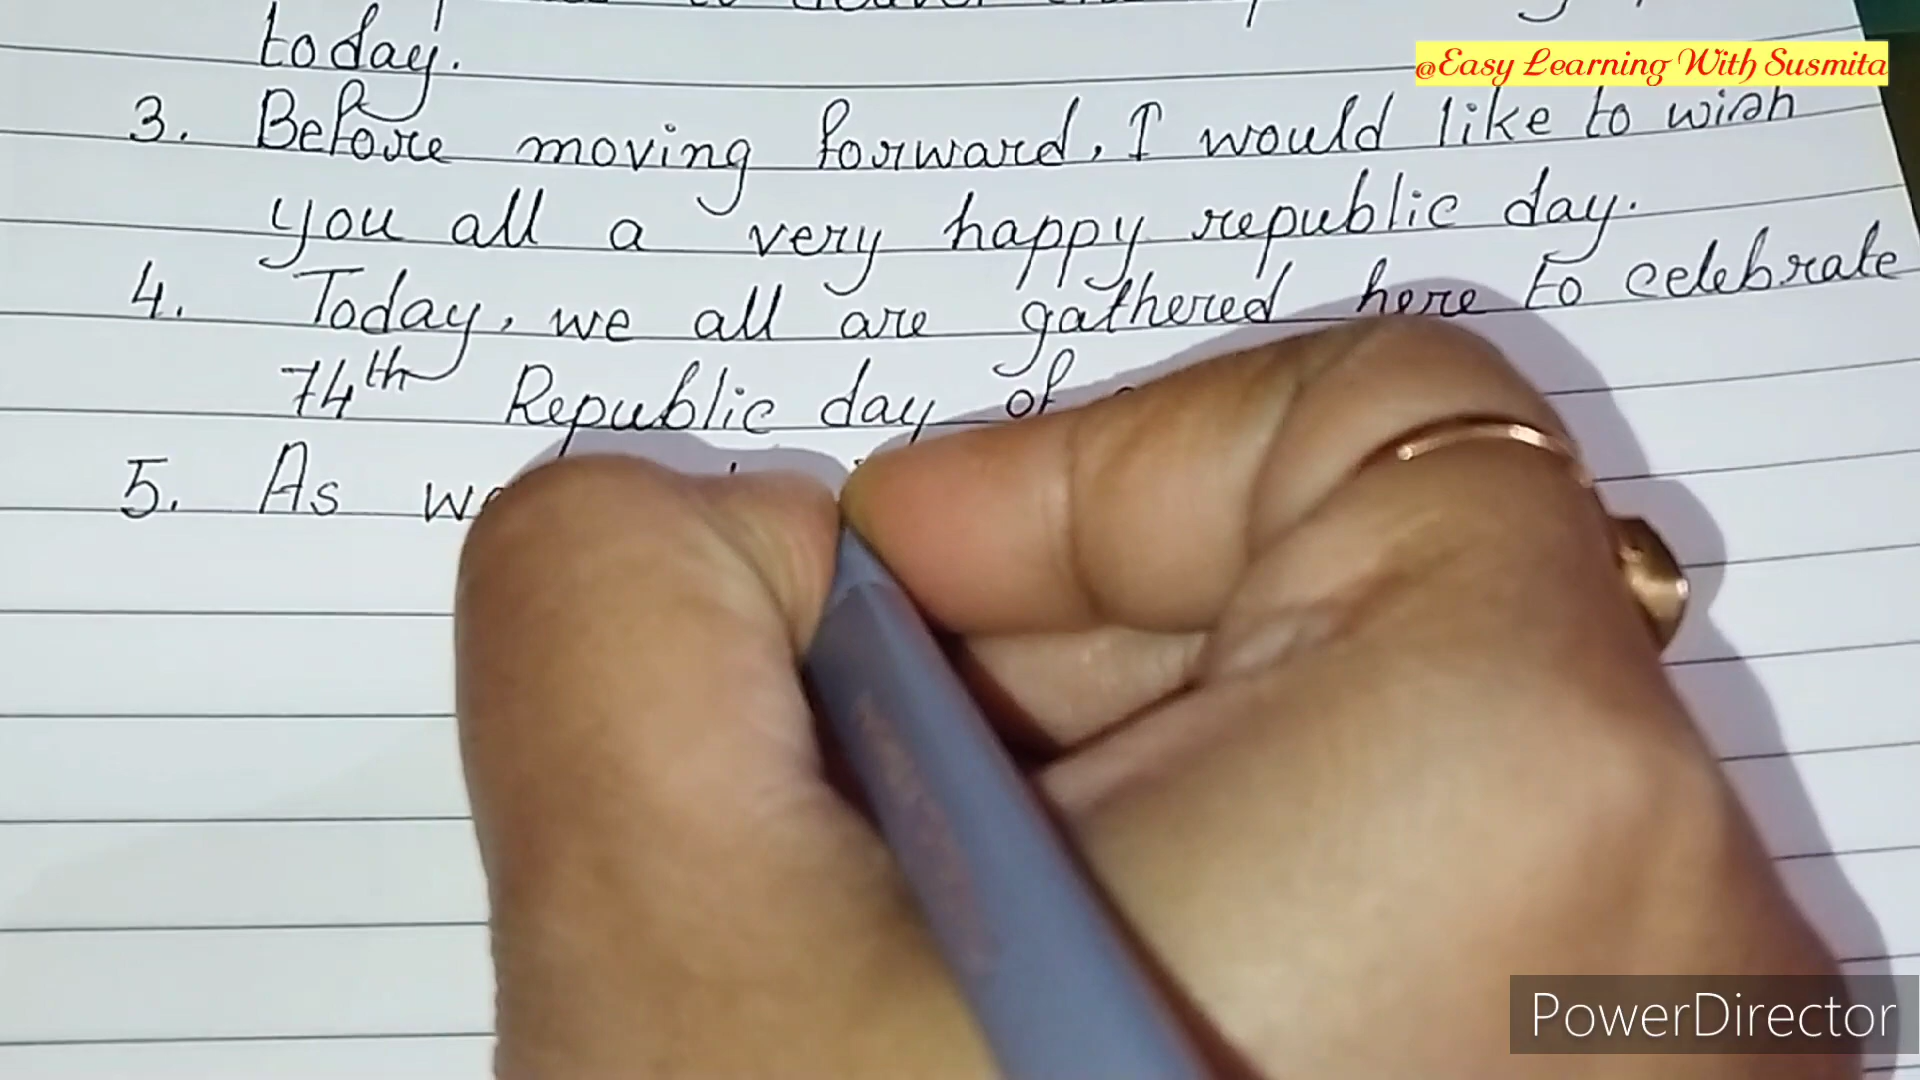 today.
@Easy Learning With Susmita
3. Before moving forward, I would like to wish
you all a very happy republic day.
4. Today, we all are gathered here to celebrate
74th Republic day of
5. As we
PowerDirector